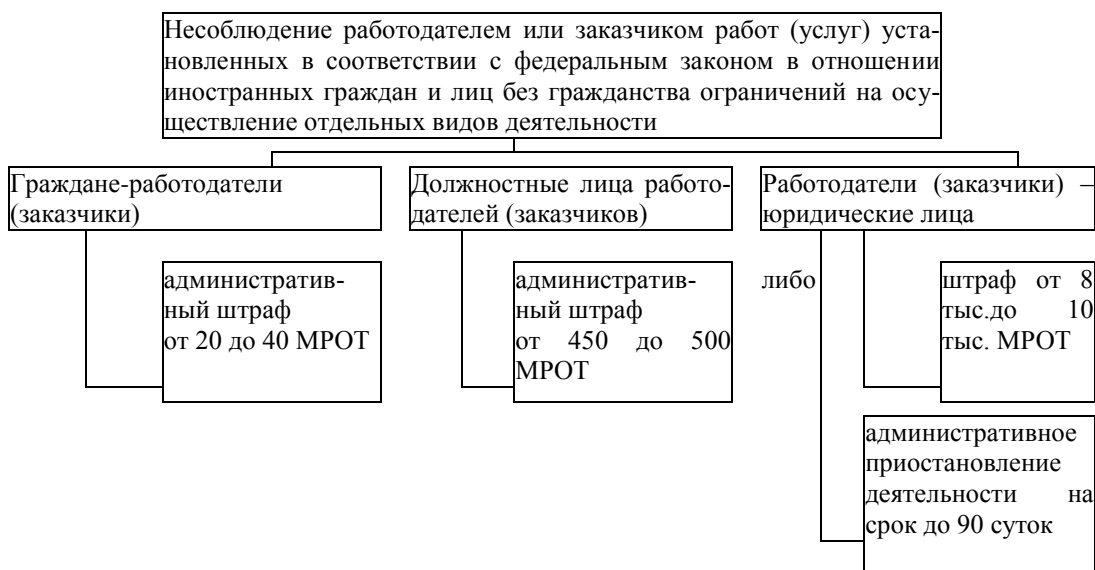 Несоблюдение работодателем или заказчиком работ (услуг) уста-
новленных в соответствии с федеральным законом в отношении
иностранных граждан и лиц без гражданства ограничений на осу-
ществление отдельных видов деятельности
Граждане-работодатели
(заказчики)
Должностные лица работо-
дателей (заказчиков)
Работодатели (заказчики) –
юридические лица
административ-
ный штраф
от 20 до 40 МРОТ
административ-
ный штраф
от 450 до 500
МРОТ
либо
штраф от 8
тыс.до 10
тыс. МРОТ
административное
приостановление
деятельности на
срок до 90 суток